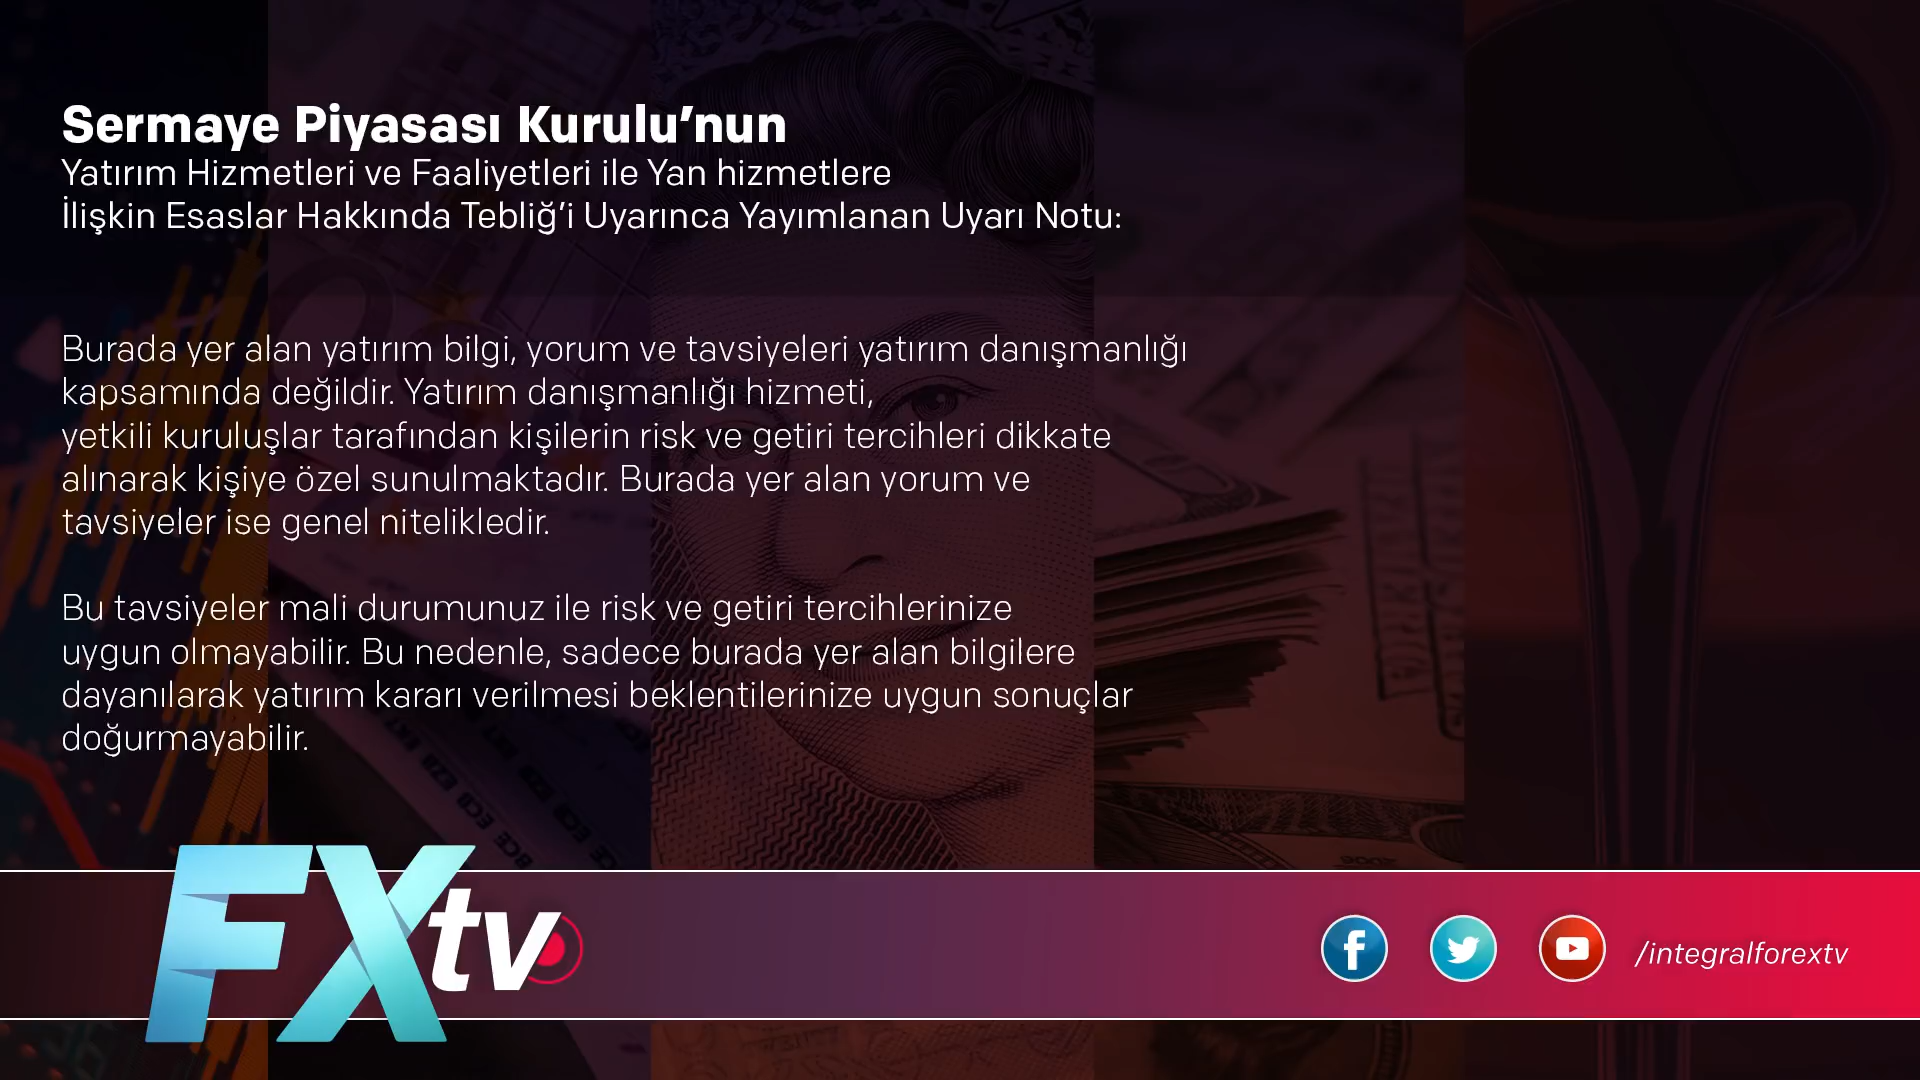 Sermaye Piyasası Kurulu’nun
Yatırım Hizmetleri ve Faaliyetleri ile Yan hizmetlere
İlişkin Esaslar Hakkında Tebliğ’i Uyarınca Yayımlanan Uyarı Notu:
Burada yer alan yatırım bilgi, yorum ve tavsiyeleri yatırım danışmanlığı
kapsamında değildir. Yatırım danışmanlığı hizmeti,
yetkili kuruluşlar tarafından kişilerin risk ve getiri tercihleri dikkate
alınarak kişiye özel sunulmaktadır. Burada yer alan yorum ve
tavsiyeler ise genel nitelikledir.
Bu tavsiyeler mali durumunuz ile risk ve getiri tercihlerinize
uygun olmayabilir. Bu nedenle, sadece burada yer alan bilgilere
dayanılarak yatırım kararı verilmesi beklentilerinize uygun sonuçlar
doğurmayabilir.
FXtv
/integralforextv